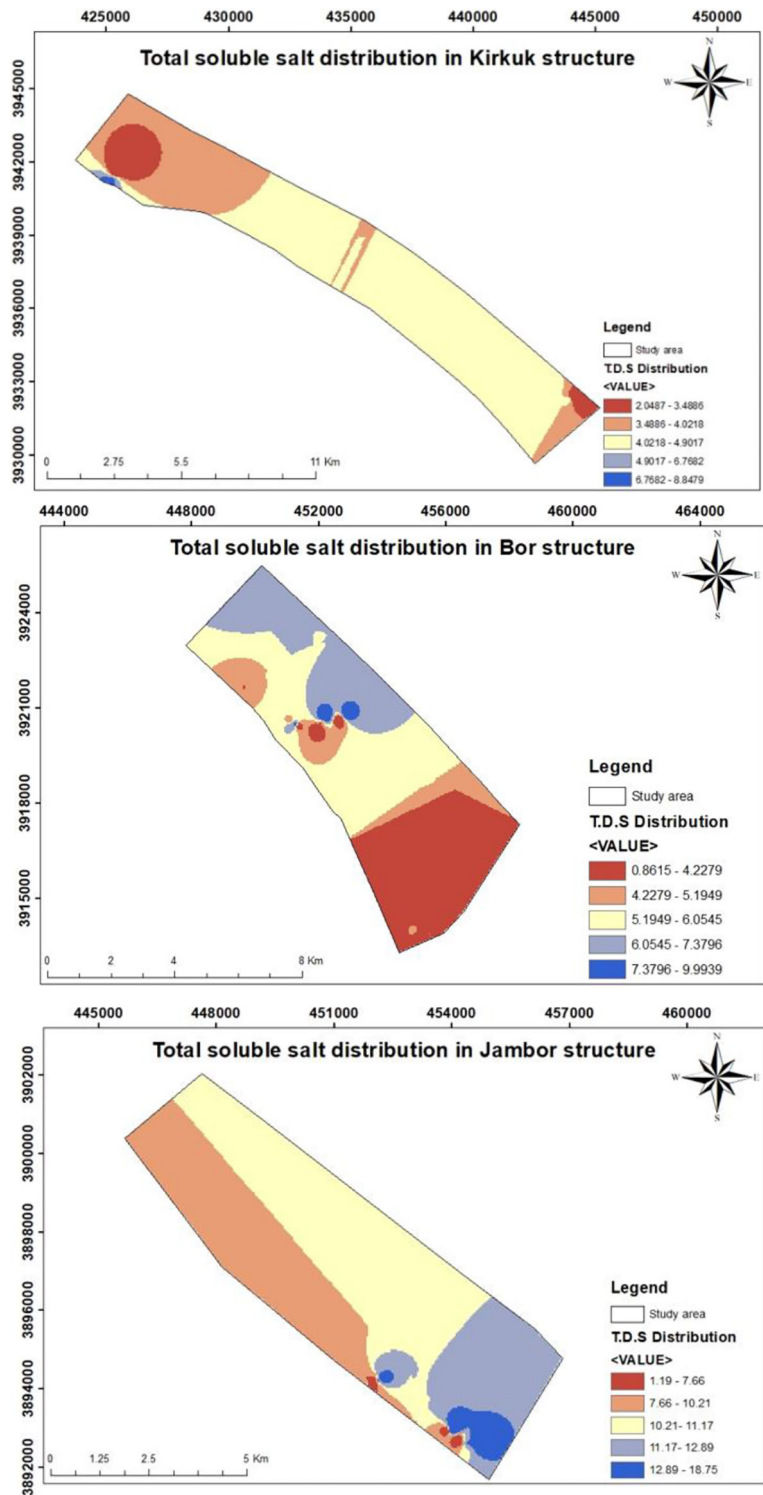 425000 430000 435000 440000 445000 450000
Total soluble salt distribution in Kirkuk structure
N
W E
S
3945000
3942000
3939000
3936000
3933000
3930000
Legend
Study area
T.D.S Distribution
<VALUE>
2.0487 - 3.4886
3.4886 - 4.0218
4.0218 - 4.9017
4.9017 - 6.7682
6.7682 - 8.8479
0 2.75 5.5 11 Km
444000 448000 452000 456000 460000 464000
Total soluble salt distribution in Bor structure
N
W E
S
3924000
3921000
3918000
3915000
Legend
Study area
T.D.S Distribution
<VALUE>
0.8615 - 4.2279
4.2279 - 5.1949
5.1949 - 6.0545
6.0545 - 7.3796
7.3796 - 9.9939
0 2 4 8 Km
445000 448000 451000 454000 457000 460000
Total soluble salt distribution in Jambor structure
N
W E
S
3902000
3900000
3898000
3896000
3894000
3892000
Legend
Study area
T.D.S Distribution
<VALUE>
1.19 - 7.66
7.66 - 10.21
10.21- 11.17
11.17- 12.89
12.89 - 18.75
0 1.25 2.5 5 Km